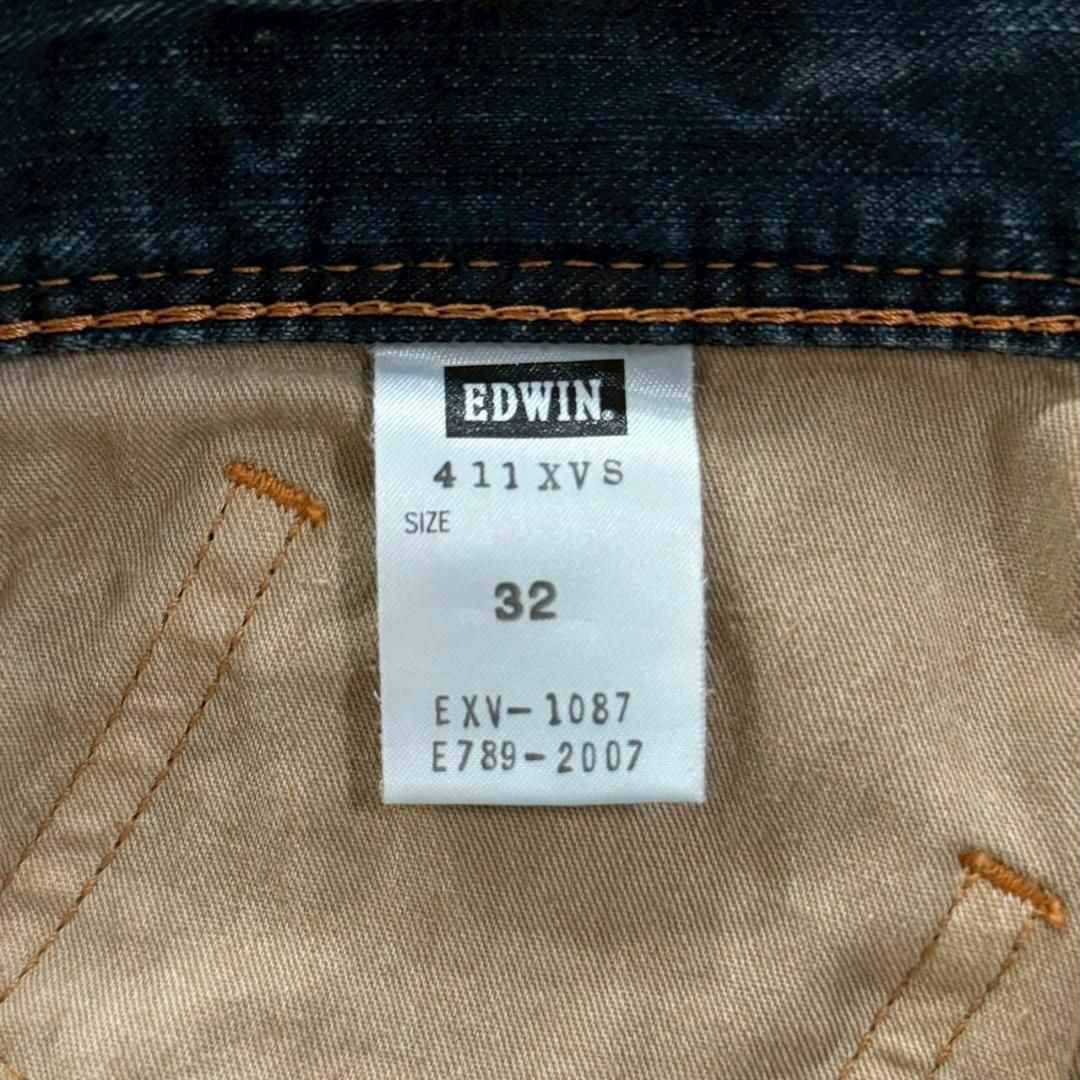 EDWIN®
411XVS
SIZE
32
EXV-1087
E789-2007